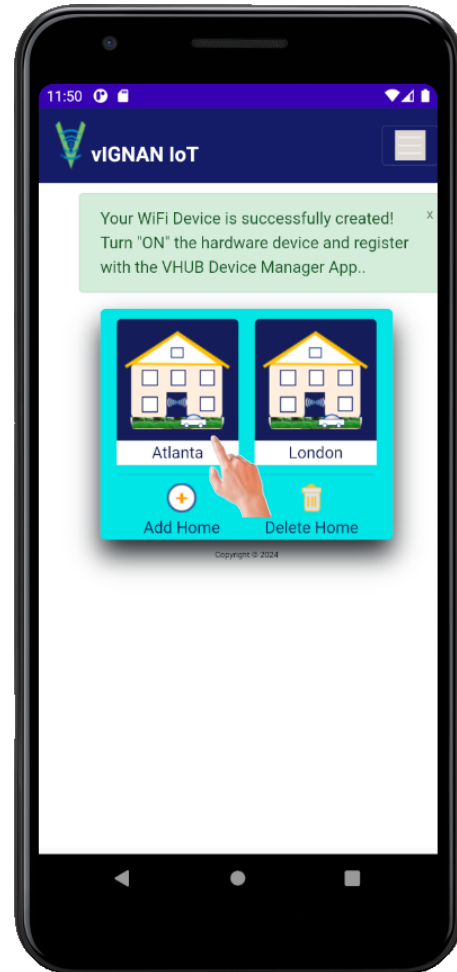 11:50
vIGNAN IoT
Your WiFi Device is successfully created! x
Turn "ON" the hardware device and register
with the VHUB Device Manager App..
Atlanta London
Add Home Delete Home
Copyright © 2024